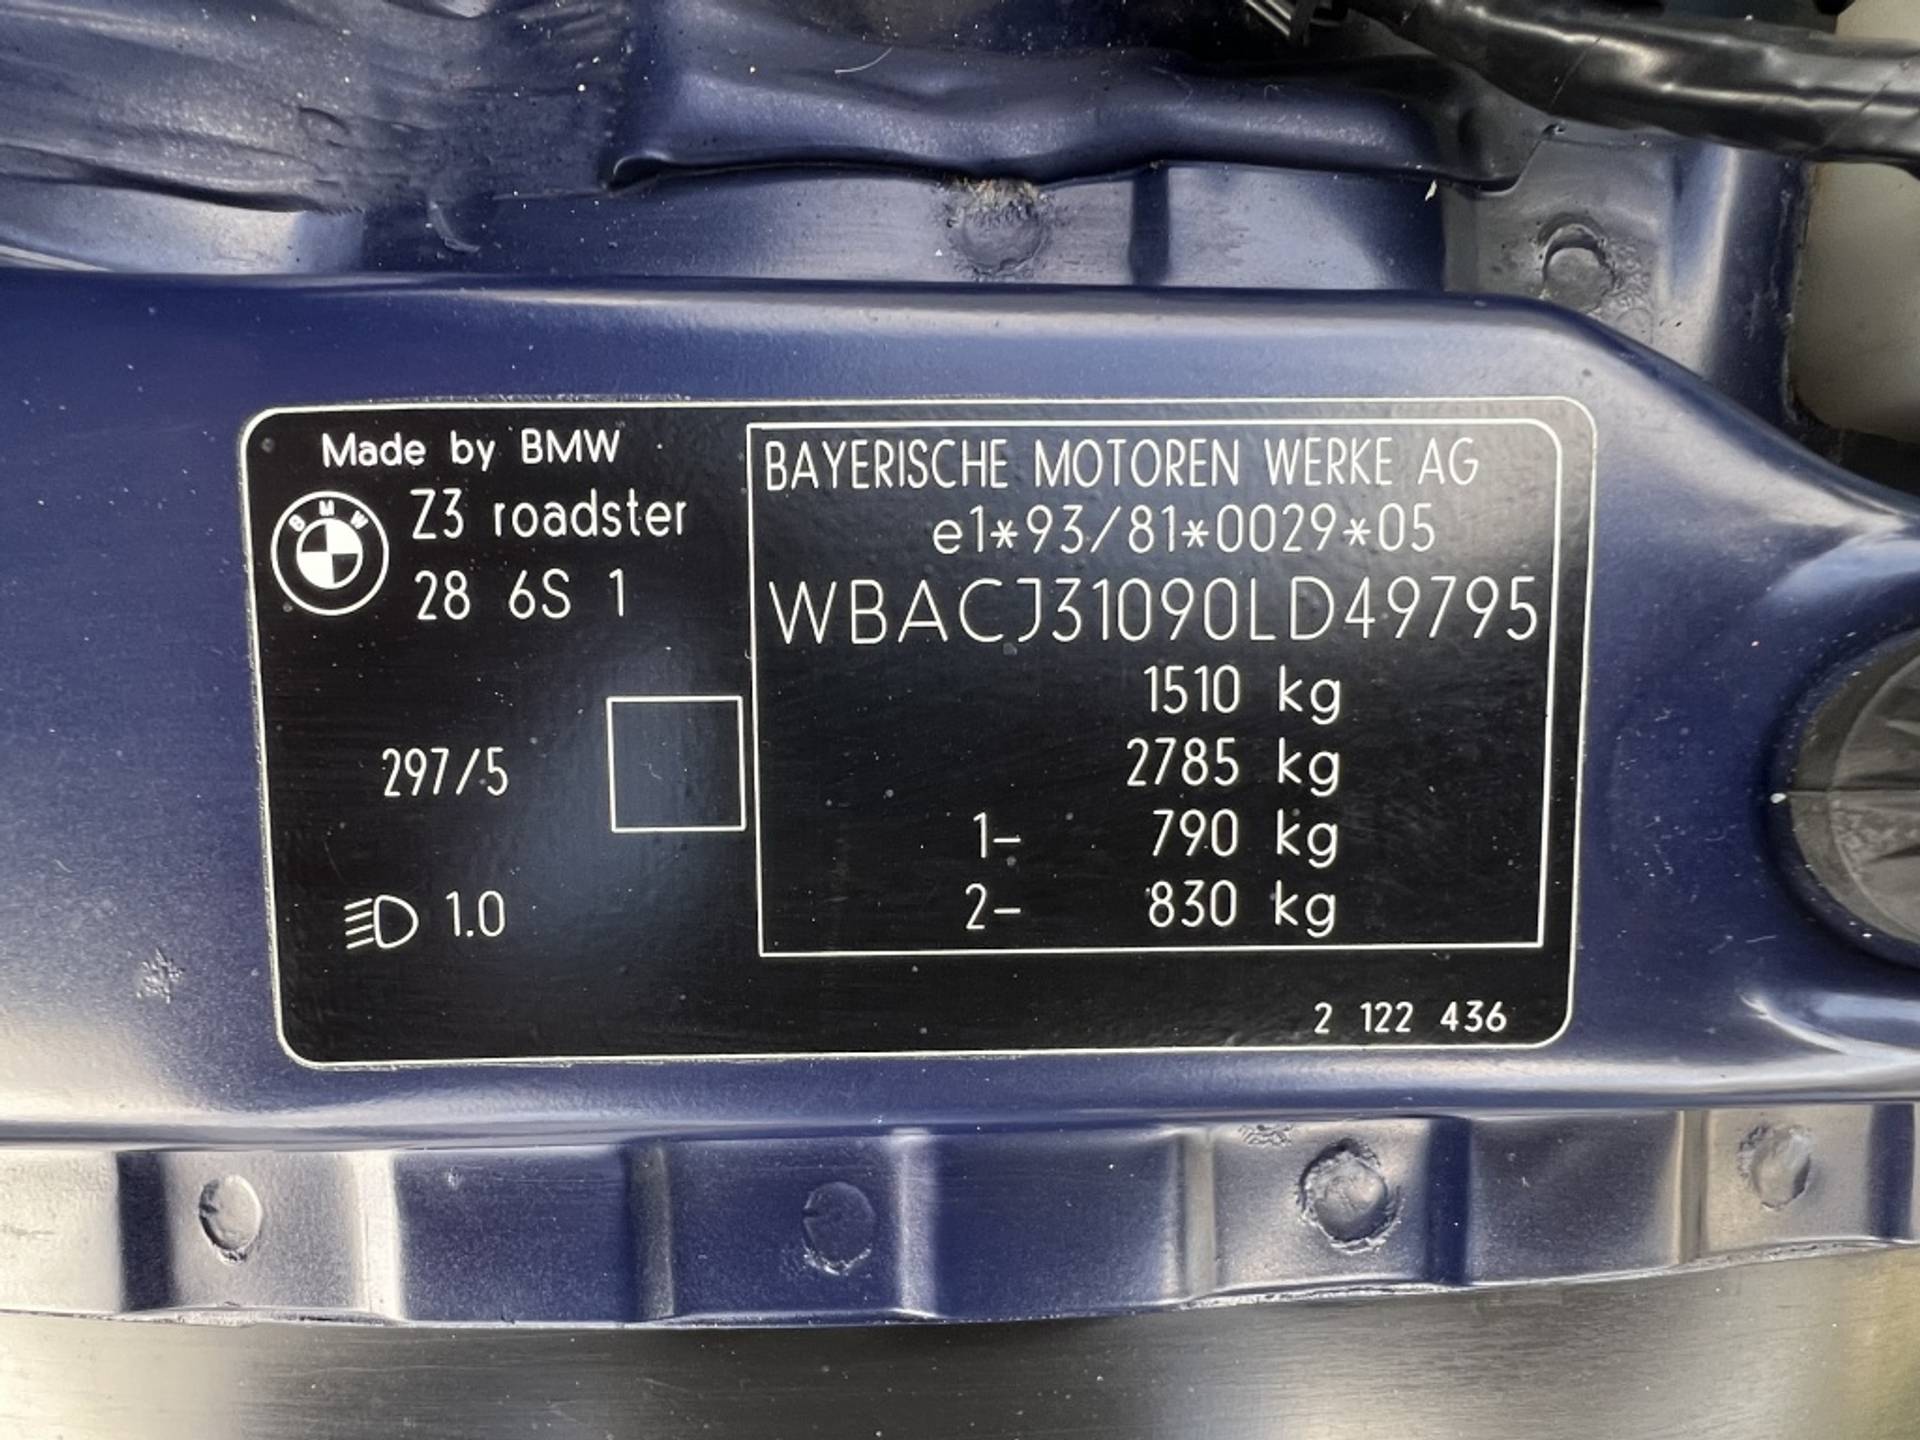 Made by BMW
BMW
Z3 roadster
28 6S 1
297/5
1.0
BAYERISCHE MOTOREN WERKE AG
e1*93/81*0029*05
WBACJ31090LD49795
1510 kg
2785 kg
1- 790 kg
2- 830 kg
2 122 436